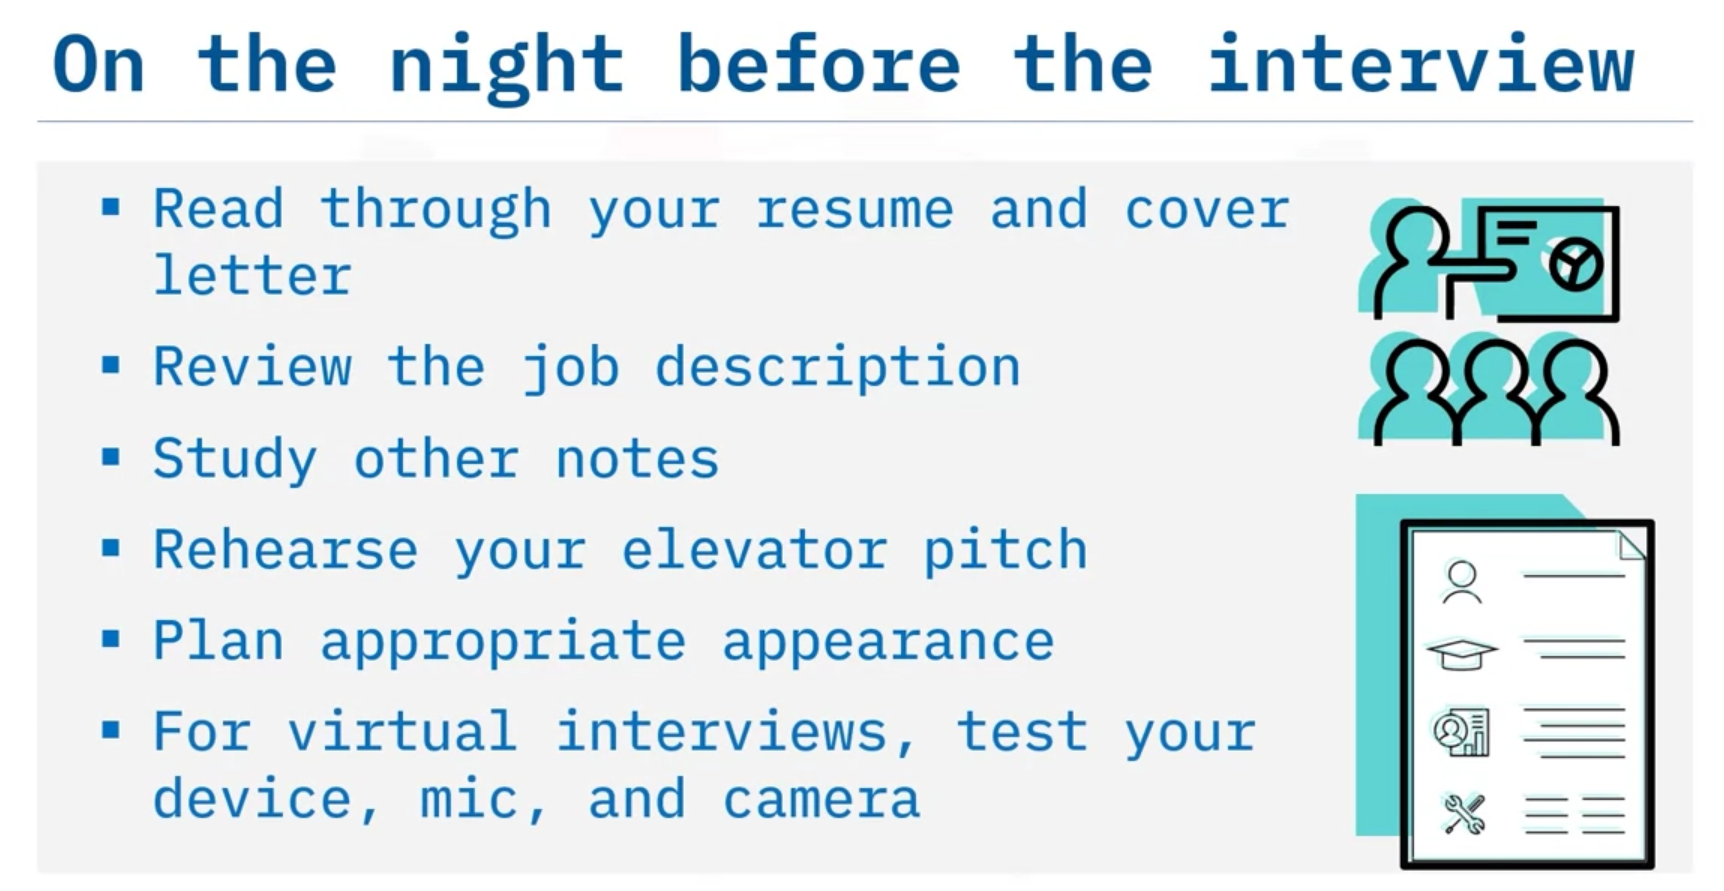 On the night before the interview
▪ Read through your resume and cover
letter
▪ Review the job description
▪ Study other notes
▪ Rehearse your elevator pitch
▪ Plan appropriate appearance
▪ For virtual interviews, test your
device, mic, and camera